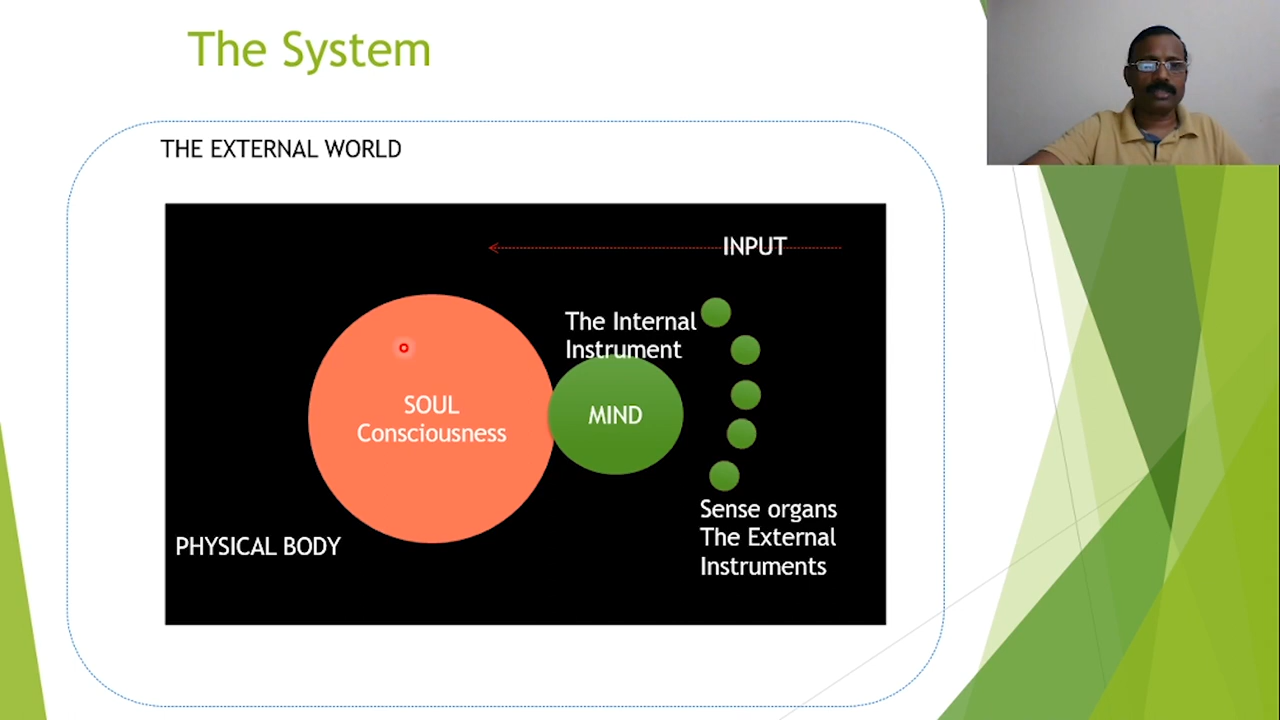 The System
THE EXTERNAL WORLD
INPUT
The Internal
Instrument
SOUL
Consciousness
MIND
Sense organs
The External
Instruments
PHYSICAL BODY